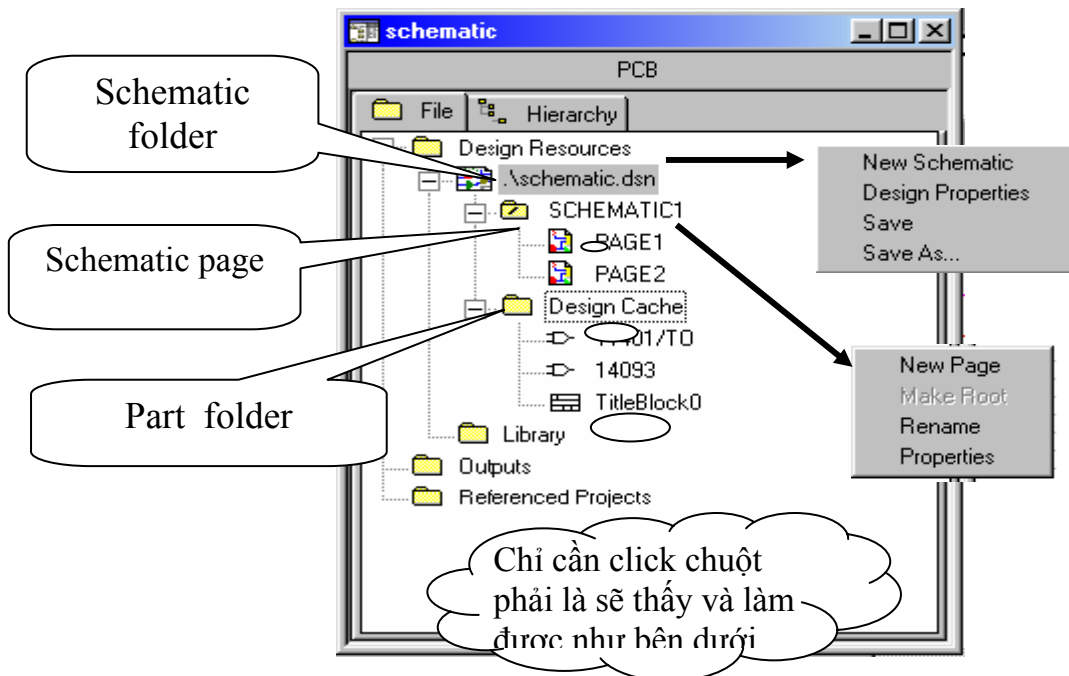 schematic
PCB
File
Hierarchy
Schematic
folder
Design Resources
.\schematic.dsn
SCHEMATIC1
PAGE1
PAGE2
Schematic page
Design Cache
14093
TitleBlock0
Part folder
Library
Outputs
Referenced Projects
New Schematic
Design Properties
Save
Save As...
New Page
Make Root
Rename
Properties
Chỉ cần click chuột
phải là sẽ thấy và làm
được như bên dưới